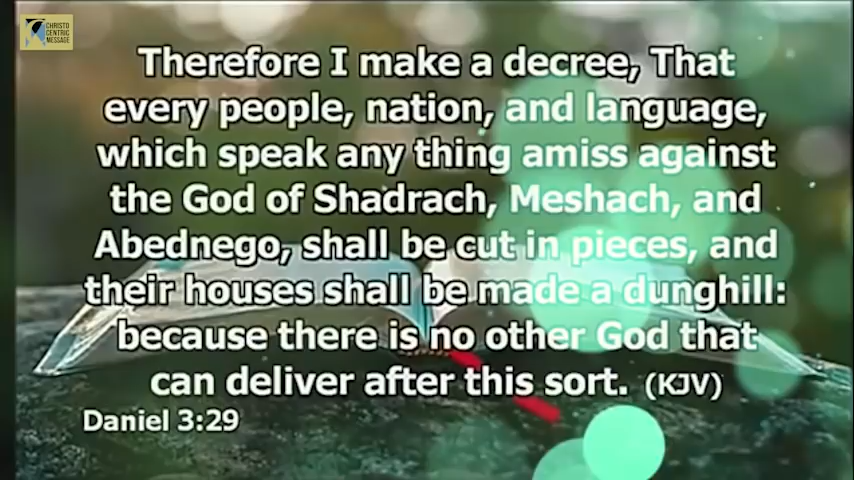 CHRISTO
CENTRIC
MESSAGE
Therefore I make a decree, That
every people, nation, and language,
which speak any thing amiss against
the God of Shadrach, Meshach, and
Abednego, shall be cut in pieces, and
their houses shall be made a dunghill:
because there is no other God that
can deliver after this sort. (KJV)
Daniel 3:29